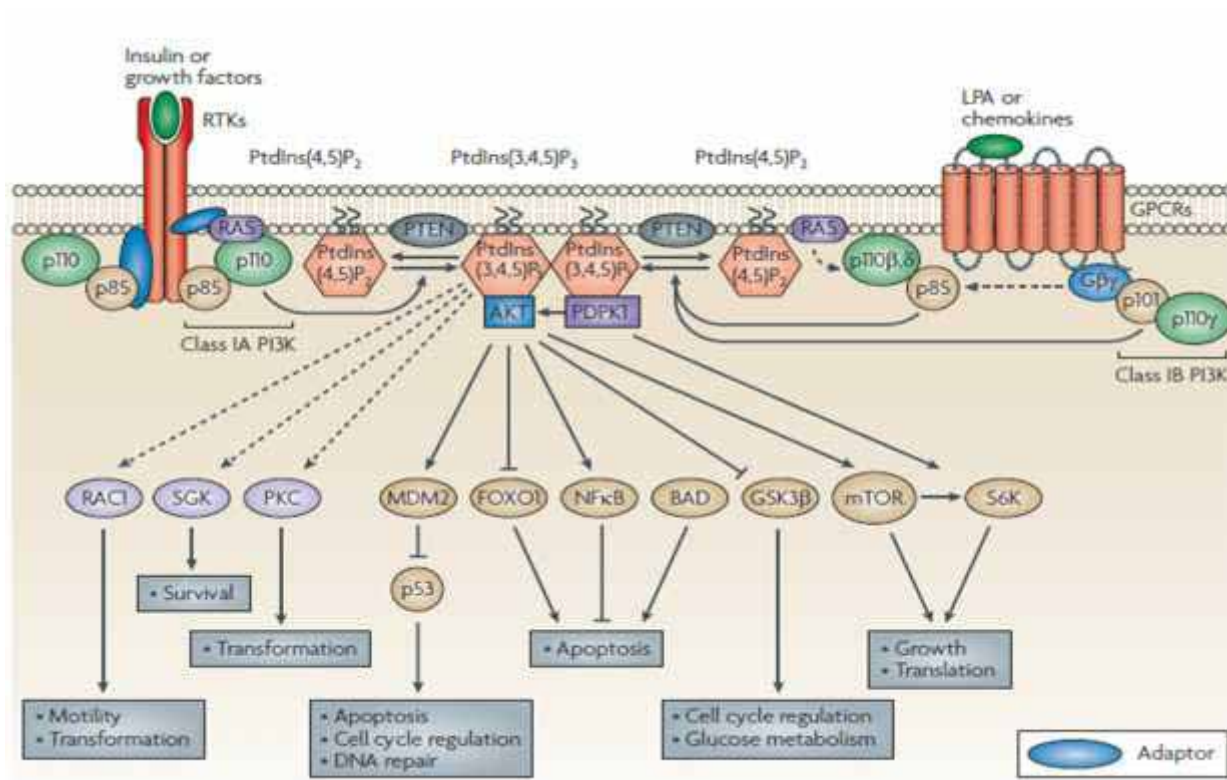 Insulin or
growth factors
RTKs
LPA or
chemokines
PtdIns(4,5)P₂
PtdIns(3,4,5)P₃
PtdIns(4,5)P₂
GPCRs
RAS
PTEN
PTEN
RAS
p110
p85
p85
p110
PtdIns
(4,5)P₂
PtdIns
(3,4,5)P
PtdIns
(3,4,5)P
PtdIns
(4,5)P₂
p110β,δ
p85
Gβγ
p101
p110γ
AKT
PDPK1
Class IA PI3K
Class IB PI3K
RAC1
SGK
PKC
MDM2
FOXO1
NFκB
BAD
GSK3β
mTOR
S6K
p53
• Survival
• Transformation
• Apoptosis
• Growth
• Translation
• Motility
• Transformation
• Apoptosis
• Cell cycle regulation
• DNA repair
• Cell cycle regulation
• Glucose metabolism
Adaptor